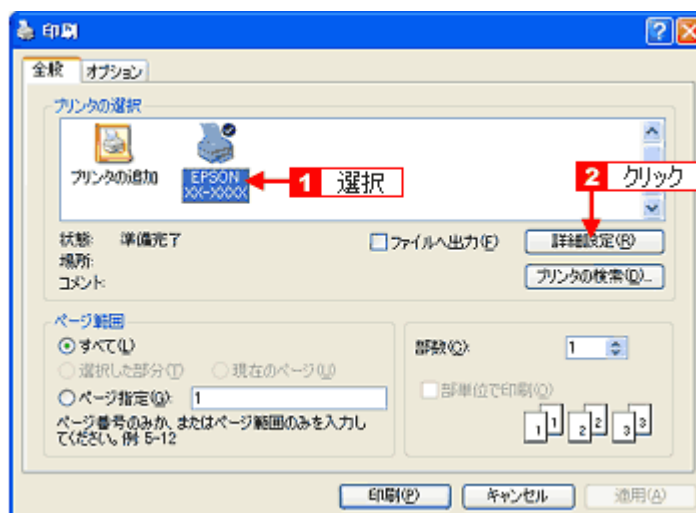 印刷
全般 オプション
プリンタの選択
プリンタの追加
EPSON
XX-XXXX
1 選択
2 クリック
状態: 準備完了
場所:
コメント:
ファイルへ出力(F)
詳細設定(R)
プリンタの検索(D)...
ページ範囲
すべて(L)
選択した部分(T) 現在のページ(U)
ページ指定(G): 1
ページ番号のみか、またはページ範囲のみを入力し
てください。例 5-12
部数(C): 1
部単位で印刷(O)
1 1 2 2 3 3
印刷(P) キャンセル 適用(A)